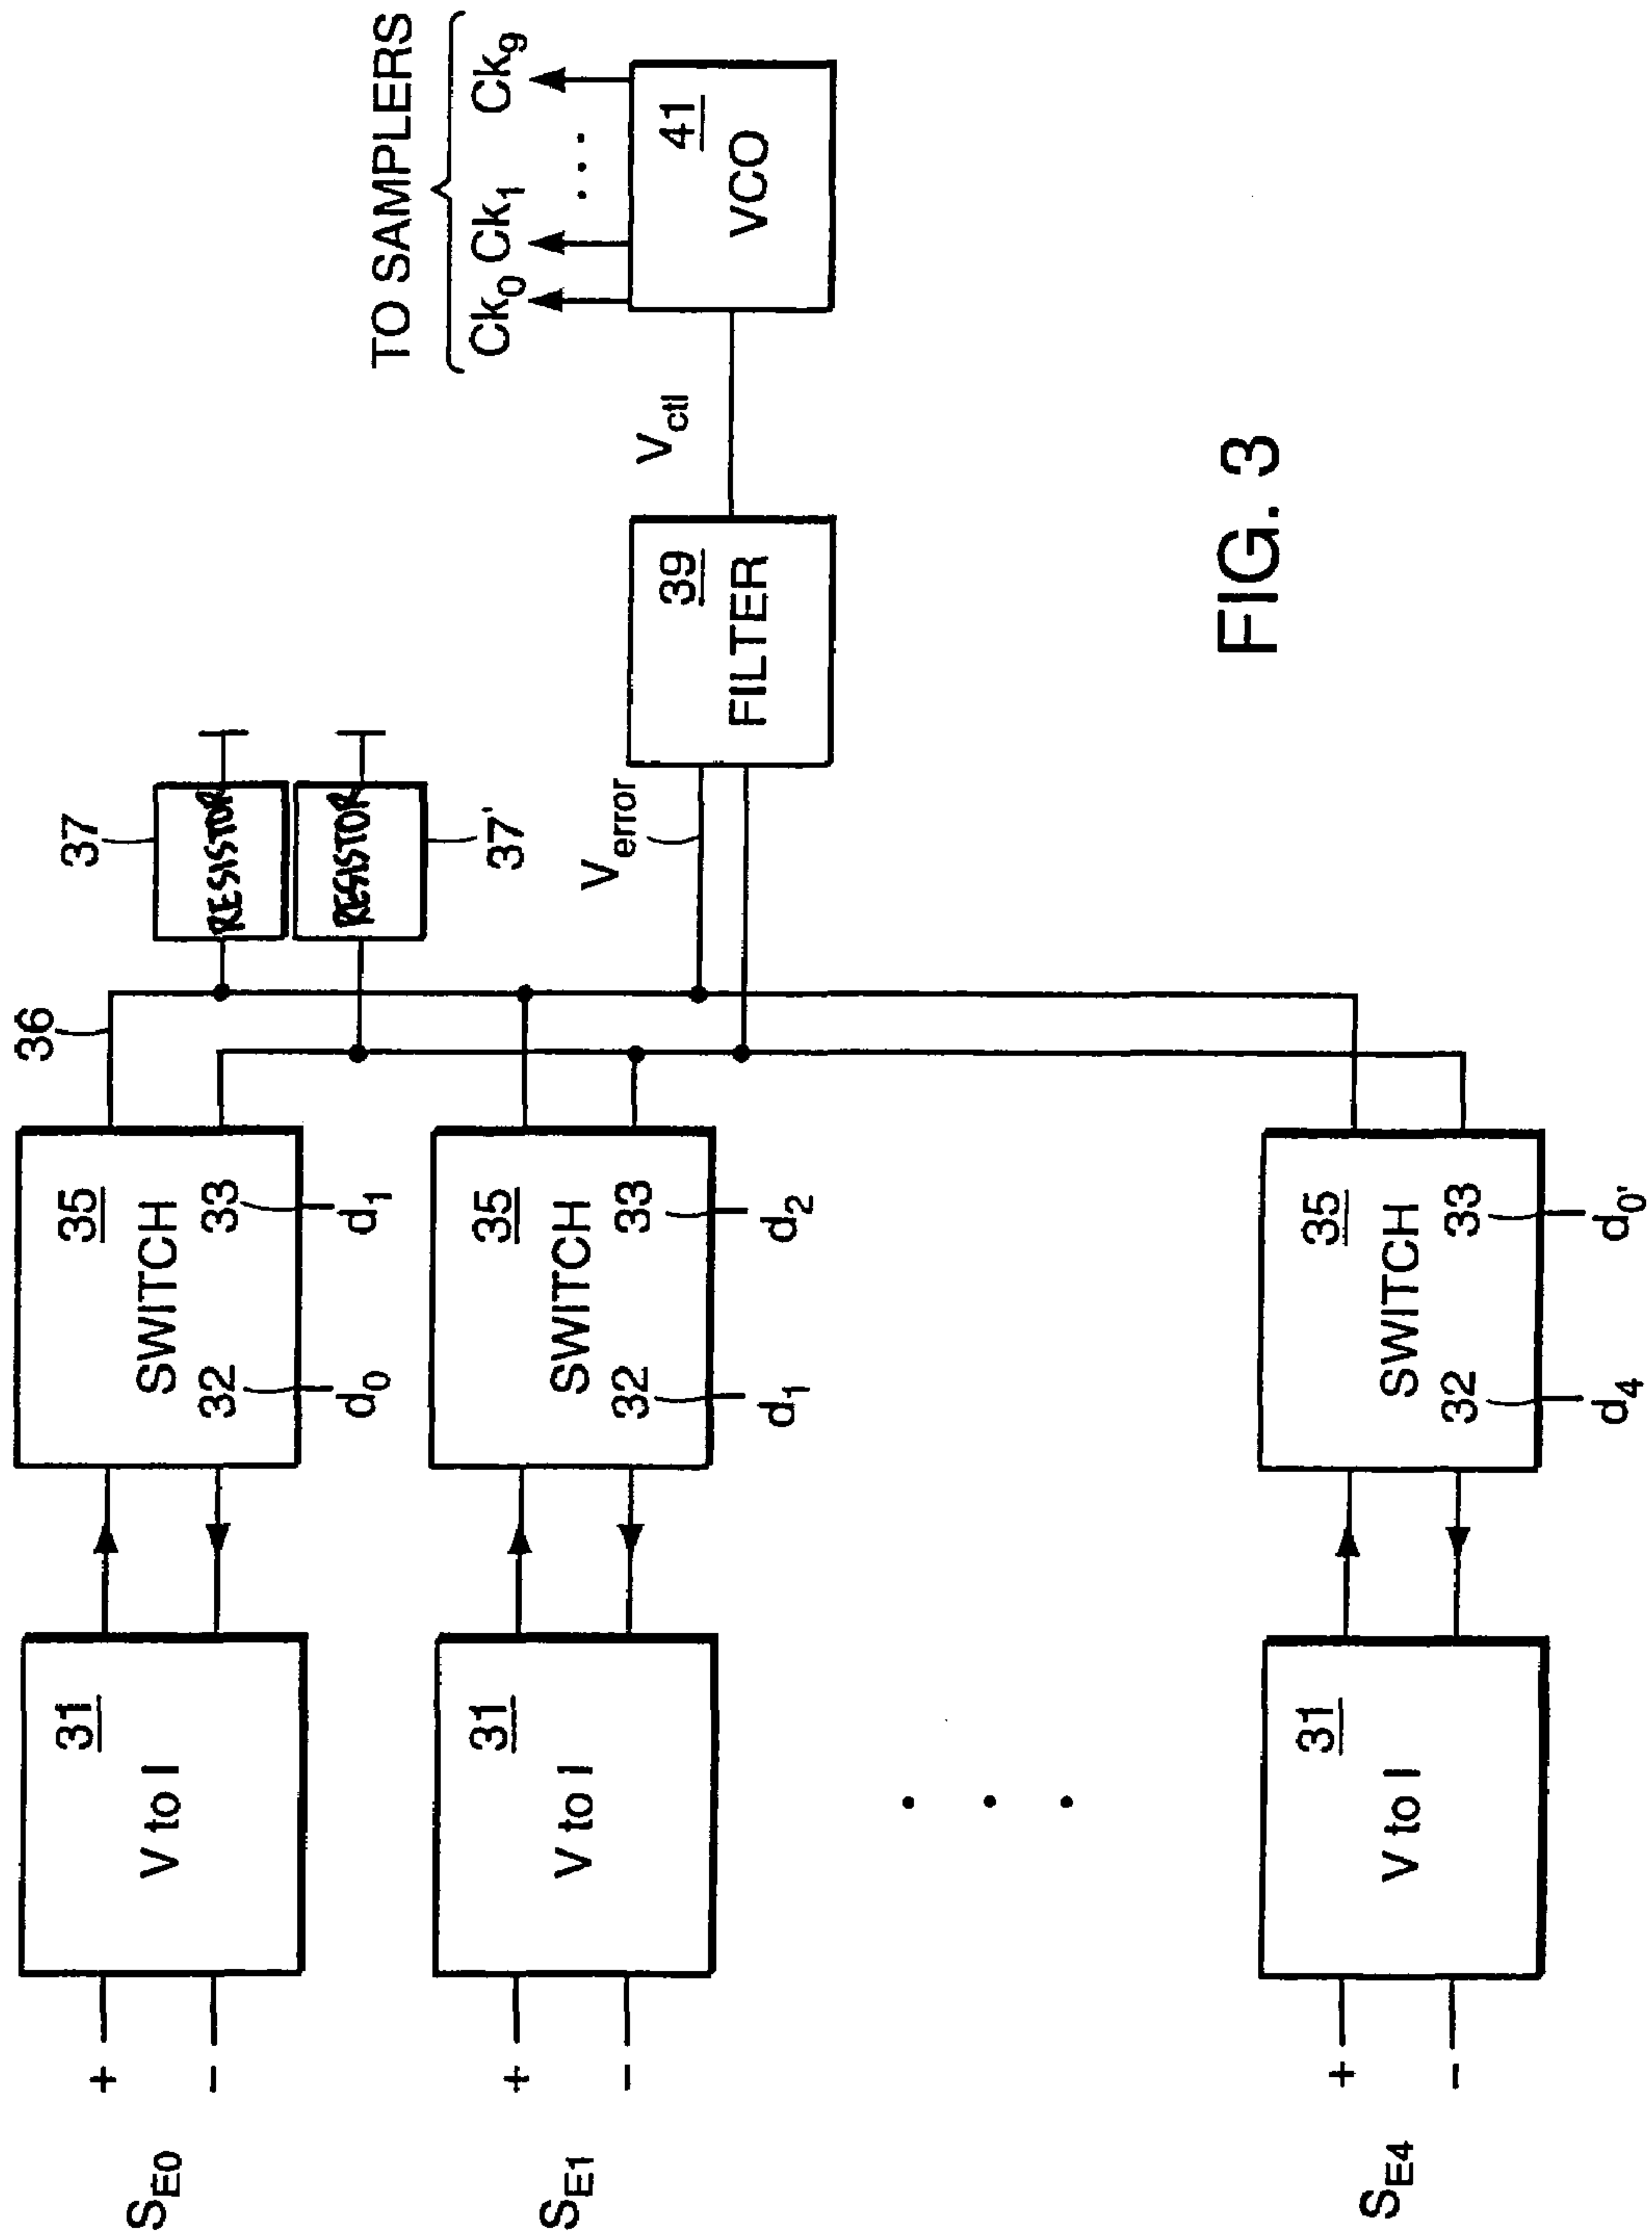 TO SAMPLERS
Ck0 Ck1 . . . Ck9
36
37
RESISTOR
RESISTOR
37'
SE0
+
-
31
V to I
35
SWITCH
32
33
d0
d1
Verror
39
FILTER
Vctl
41
VCO
SE1
+
-
31
V to I
35
SWITCH
32
33
d1
d2
. . .
SE4
+
-
31
V to I
35
SWITCH
32
33
d4
d0'
FIG. 3